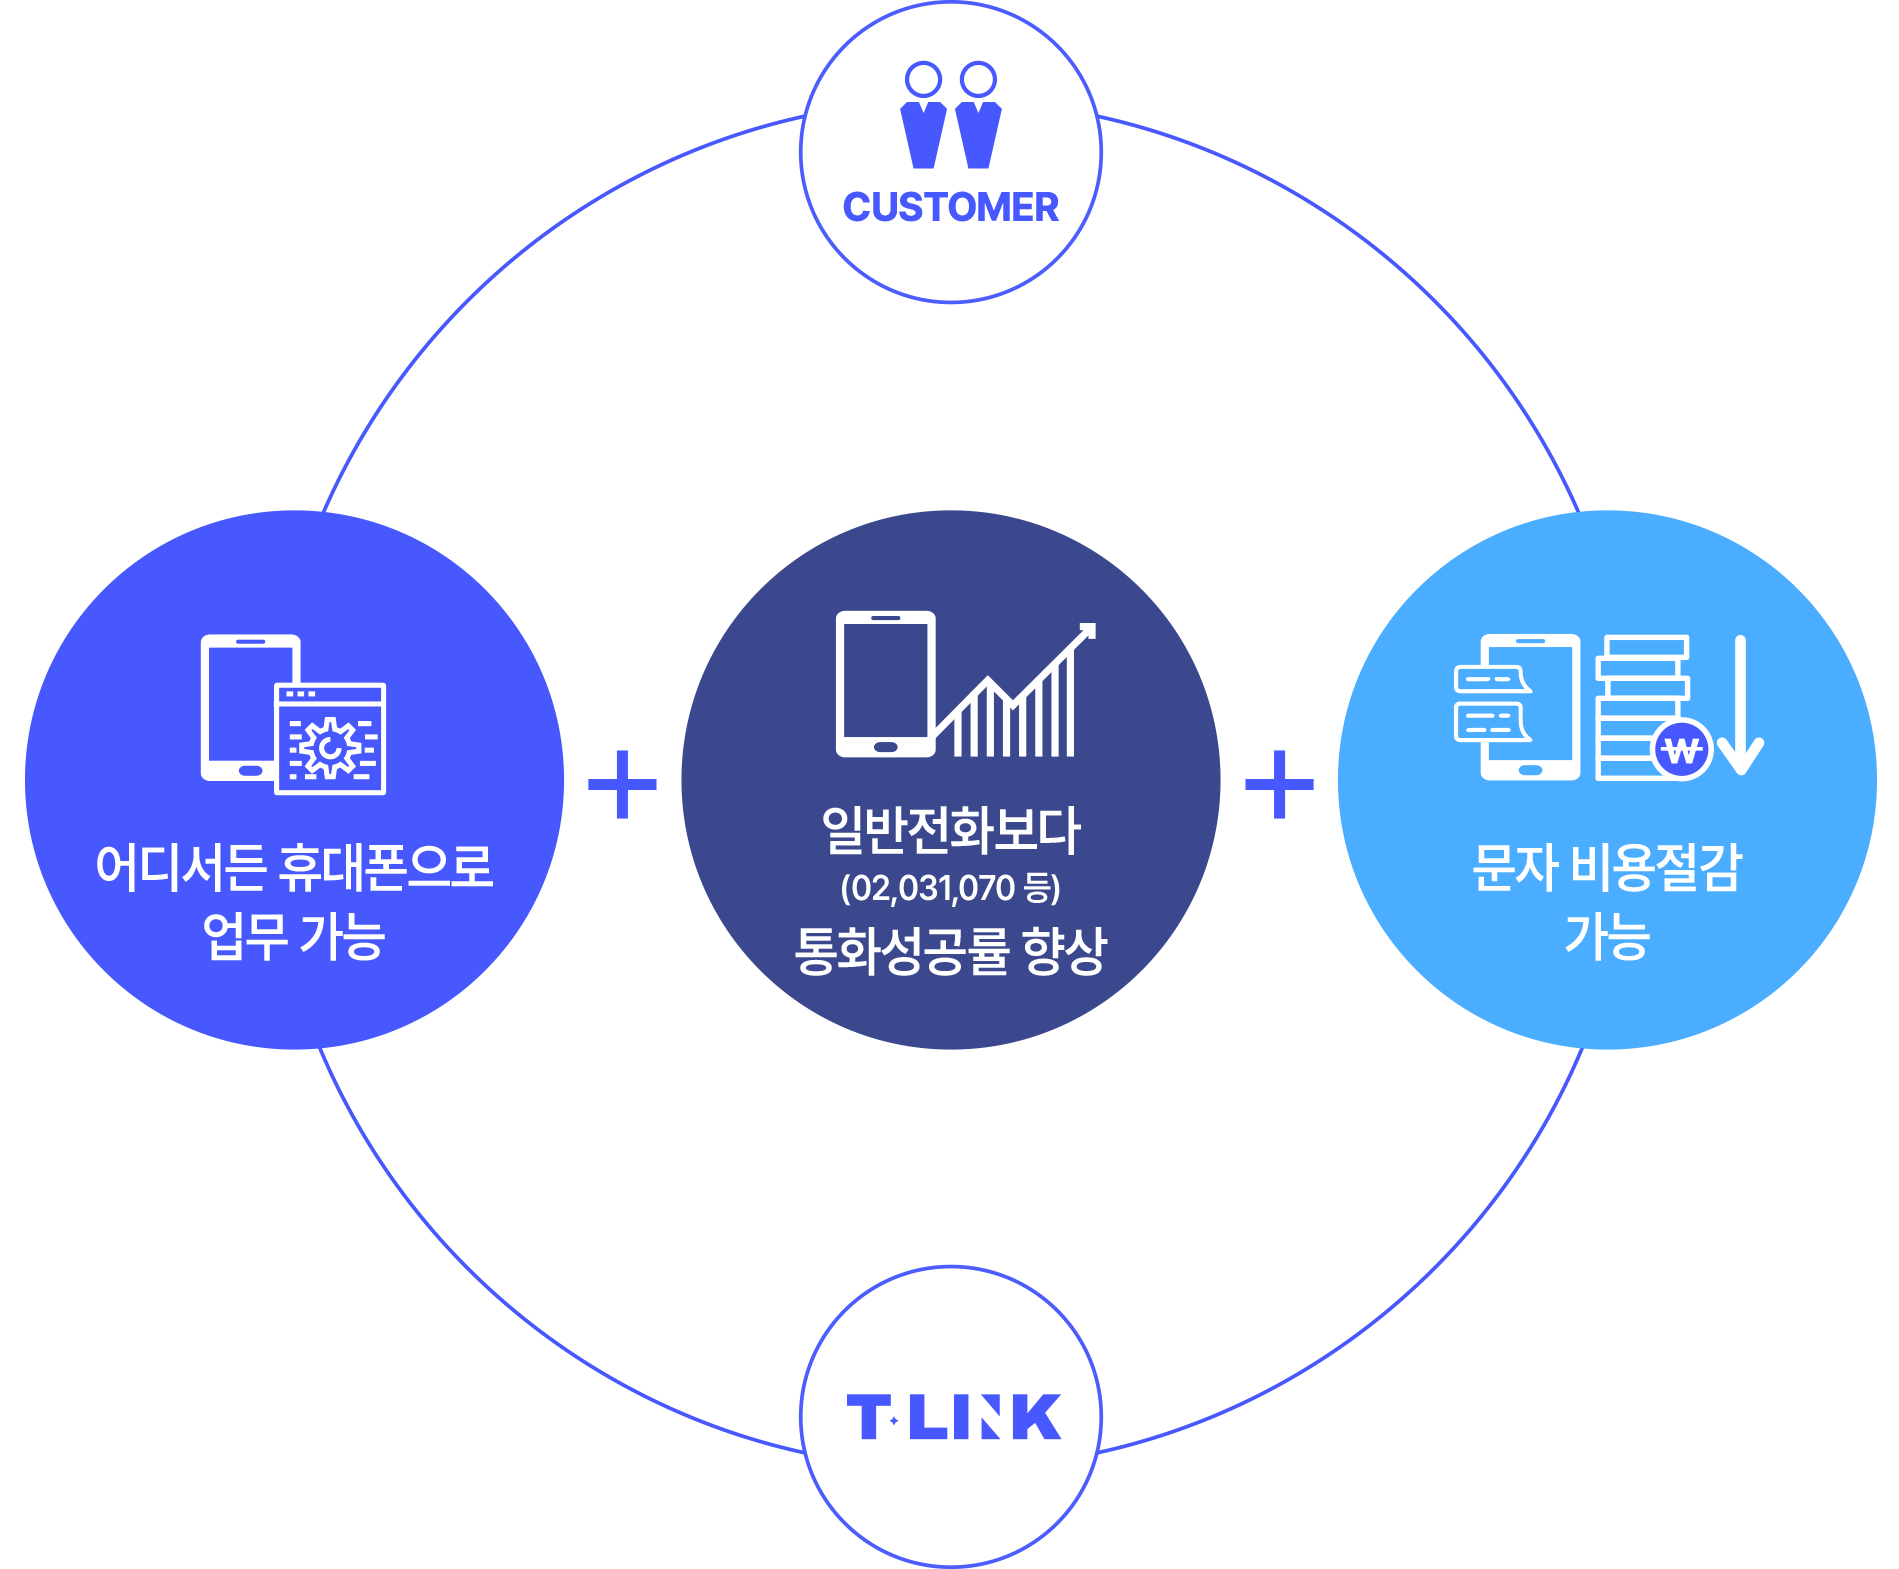 CUSTOMER
어디서든 휴대폰으로
업무 가능
+
일반전화보다
(02,031,070 등)
통화성공률 향상
+
₩
문자 비용절감
가능
T·LINK